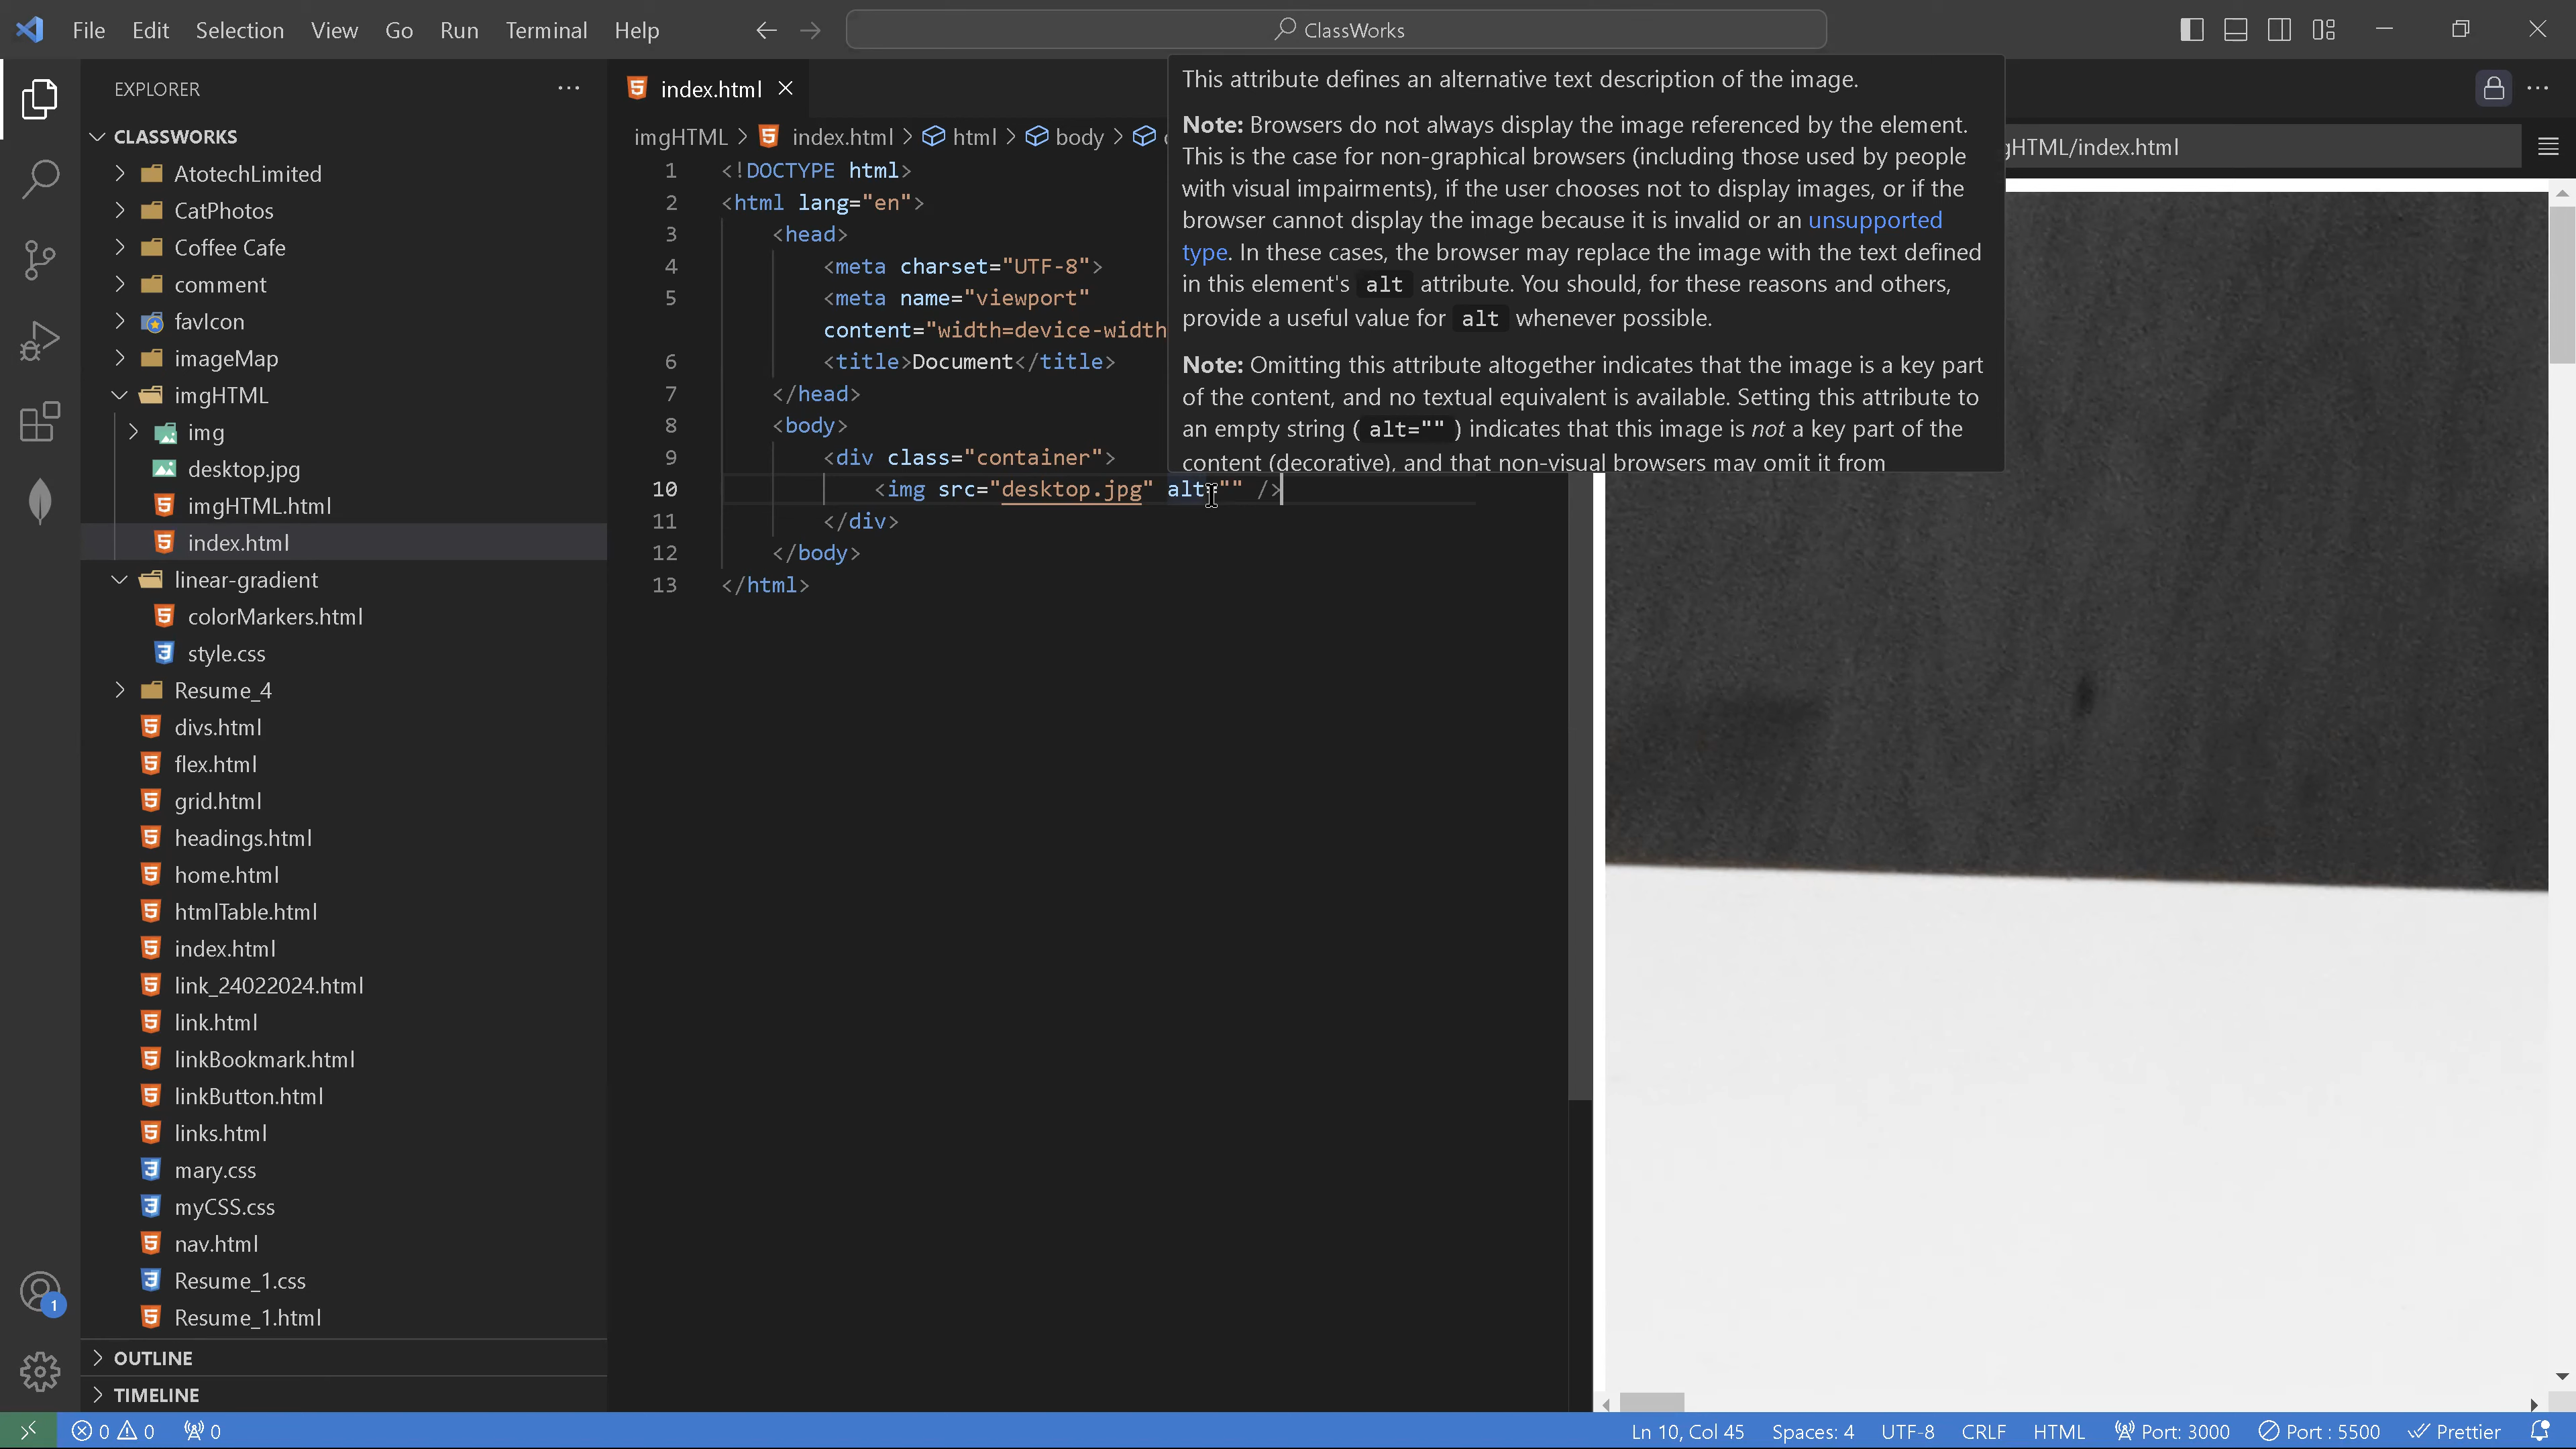 File Edit Selection View Go Run Terminal Help
ClassWorks
EXPLORER
CLASSWORKS
AtotechLimited
CatPhotos
Coffee Cafe
comment
favIcon
imageMap
imgHTML
img
desktop.jpg
imgHTML.html
index.html
linear-gradient
colorMarkers.html
style.css
Resume_4
divs.html
flex.html
grid.html
headings.html
home.html
htmlTable.html
index.html
link_24022024.html
link.html
linkBookmark.html
linkButton.html
links.html
mary.css
myCSS.css
nav.html
Resume_1.css
Resume_1.html
OUTLINE
TIMELINE
1
index.html
imgHTML > index.html > html > body >
1 <!DOCTYPE html>
2 <html lang="en">
3 <head>
4 <meta charset="UTF-8">
5 <meta name="viewport"
content="width=device-width
6 <title>Document</title>
7 </head>
8 <body>
9 <div class="container">
10 <img src="desktop.jpg" alt="" />
11 </div>
12 </body>
13 </html>
This attribute defines an alternative text description of the image.
Note: Browsers do not always display the image referenced by the element.
This is the case for non-graphical browsers (including those used by people
with visual impairments), if the user chooses not to display images, or if the
browser cannot display the image because it is invalid or an unsupported
type. In these cases, the browser may replace the image with the text defined
in this element's alt attribute. You should, for these reasons and others,
provide a useful value for alt whenever possible.
Note: Omitting this attribute altogether indicates that the image is a key part
of the content, and no textual equivalent is available. Setting this attribute to
an empty string ( alt="" ) indicates that this image is not a key part of the
content (decorative), and that non-visual browsers may omit it from
gHTML/index.html
0 0 0
Ln 10, Col 45 Spaces: 4 UTF-8 CRLF HTML Port: 3000 Port : 5500 Prettier